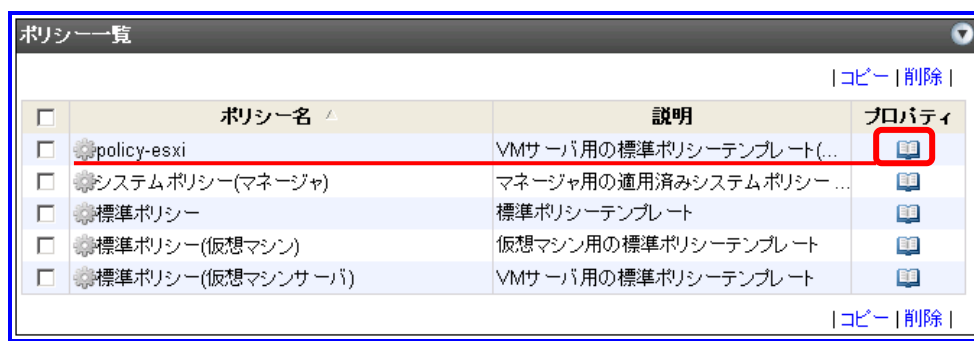 ポリシー一覧
|コピー|削除|
ポリシー名 説明 プロパティ
policy-esxi VMサーバ用の標準ポリシーテンプレート(...
システムポリシー(マネージャ) マネージャ用の適用済みシステムポリシー...
標準ポリシー 標準ポリシーテンプレート
標準ポリシー(仮想マシン) 仮想マシン用の標準ポリシーテンプレート
標準ポリシー(仮想マシンサーバ) VMサーバ用の標準ポリシーテンプレート
|コピー|削除|